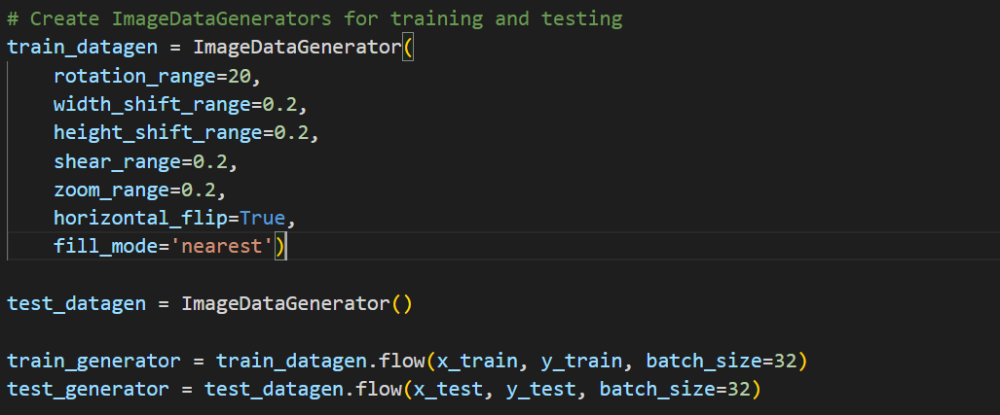 # Create ImageDataGenerators for training and testing
train_datagen = ImageDataGenerator(
    rotation_range=20,
    width_shift_range=0.2,
    height_shift_range=0.2,
    shear_range=0.2,
    zoom_range=0.2,
    horizontal_flip=True,
    fill_mode='nearest')
test_datagen = ImageDataGenerator()
train_generator = train_datagen.flow(x_train, y_train, batch_size=32)
test_generator = test_datagen.flow(x_test, y_test, batch_size=32)